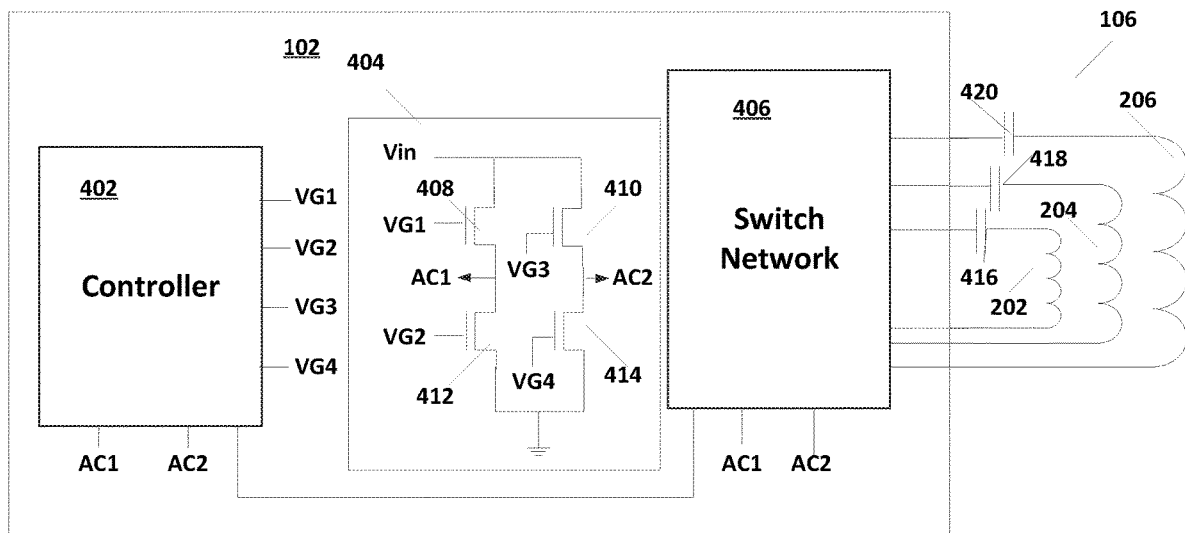 102
404
106
402
Controller
VG1
VG2
VG3
VG4
AC1
AC2
Vin
408
410
VG1
VG3
AC1
AC2
VG2
VG4
412
414
406
Switch
Network
AC1
AC2
420
206
418
204
416
202